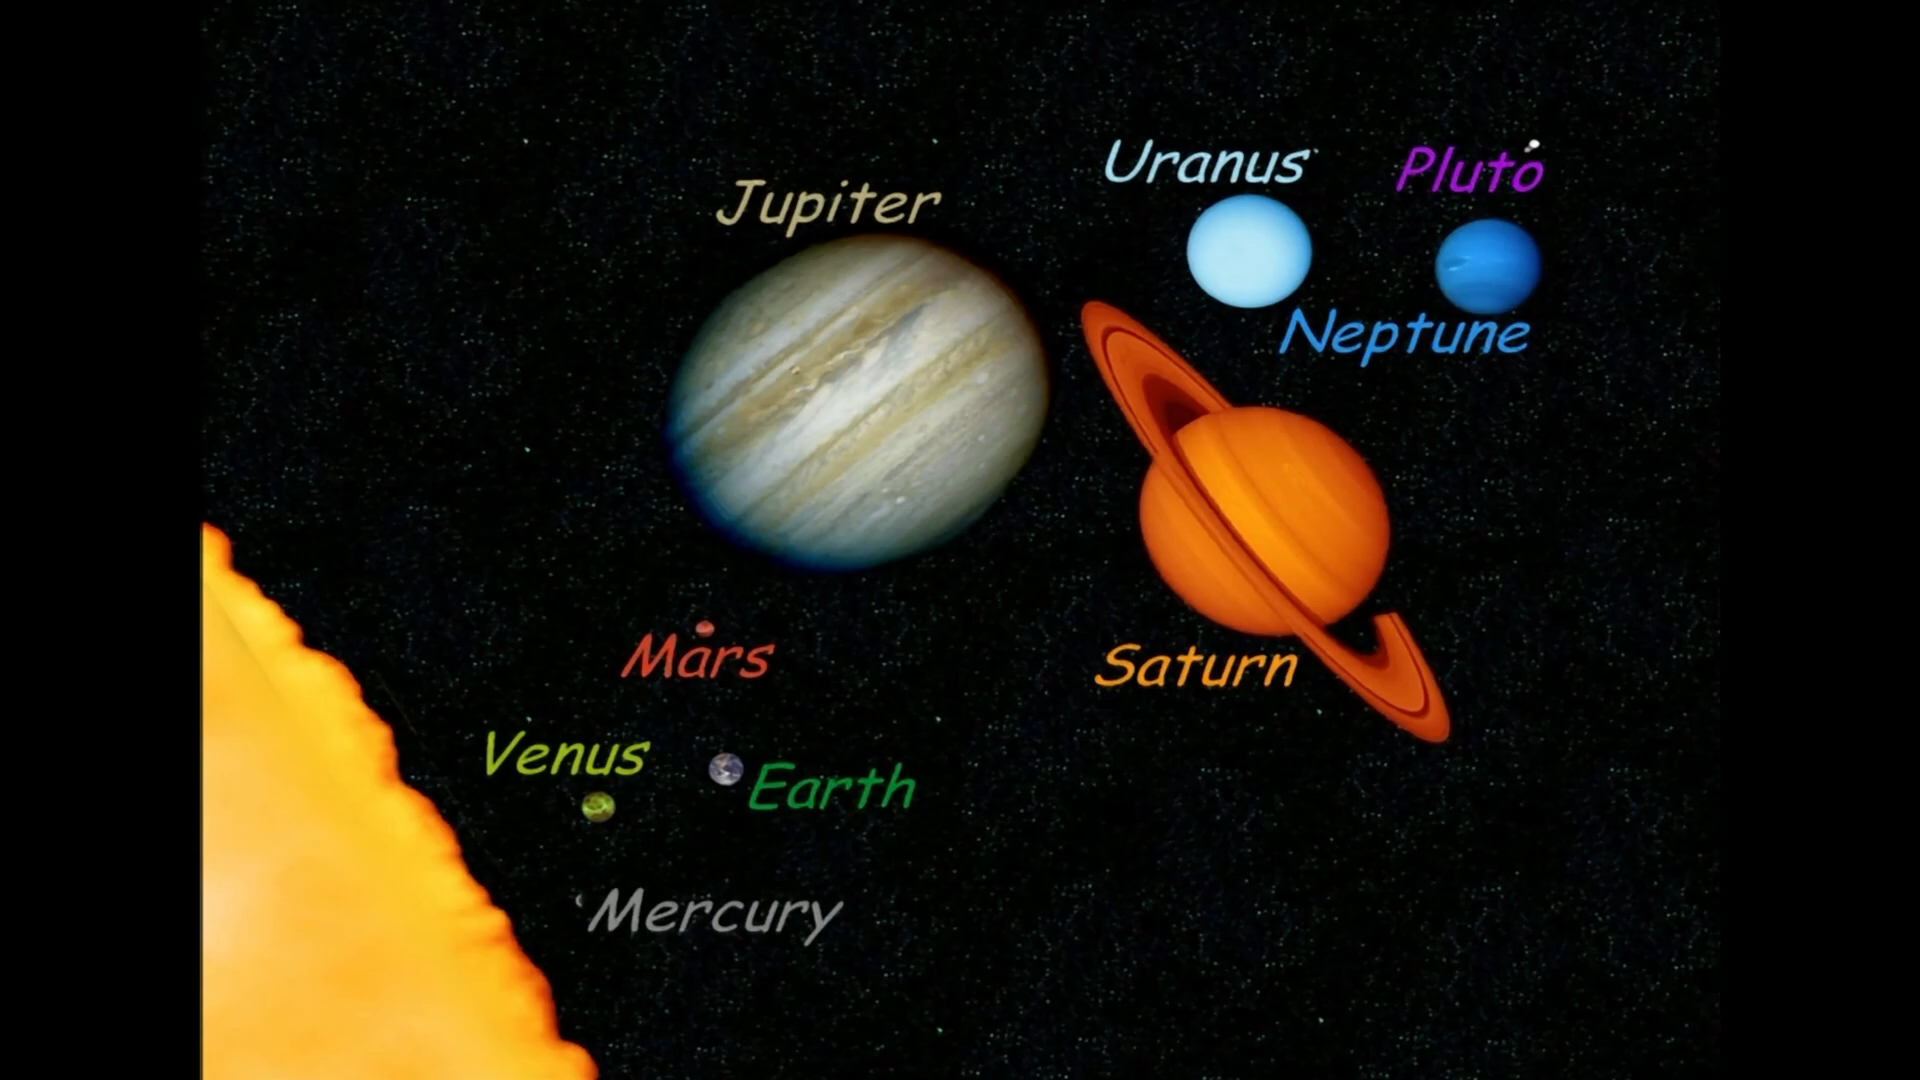 Uranus
Pluto
Jupiter
Neptune
Mars
Saturn
Venus
Earth
Mercury